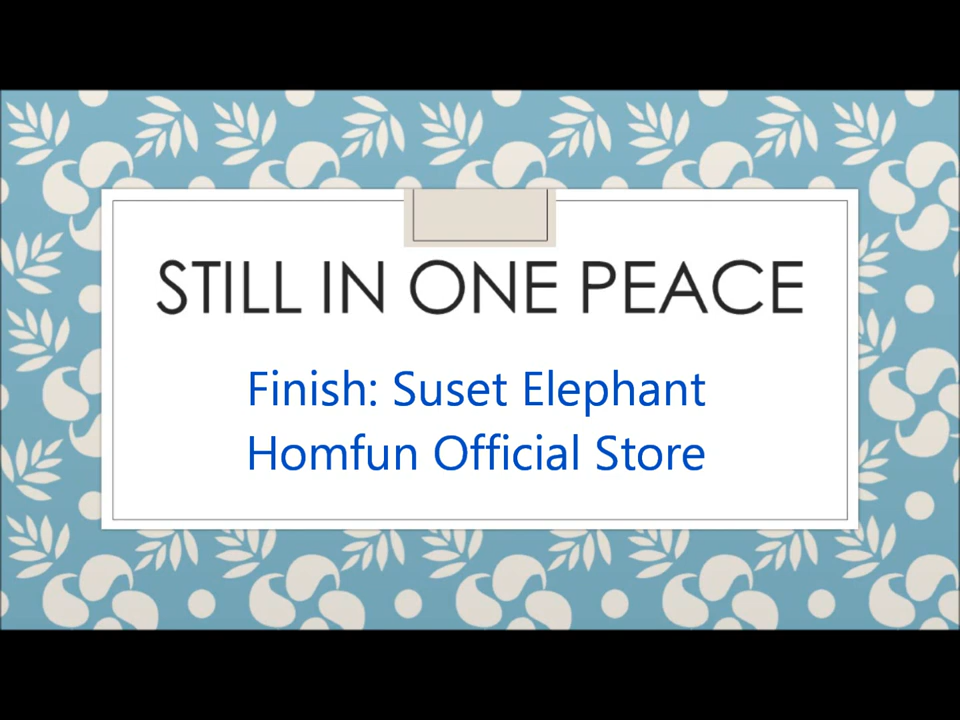 STILL IN ONE PEACE
Finish: Suset Elephant
Homfun Official Store